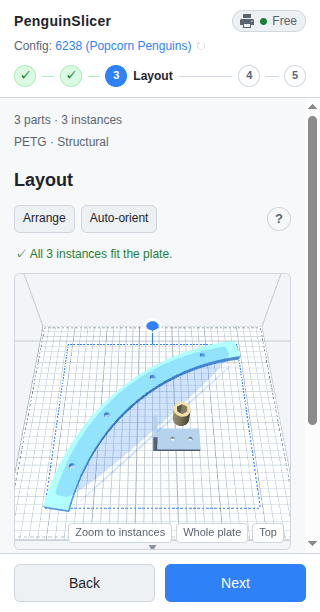 PenguinSlicer
Free
Config: 6238 (Popcorn Penguins)
3 Layout 4 5
3 parts · 3 instances
PETG · Structural
Layout
Arrange Auto-orient ?
✓ All 3 instances fit the plate.
Zoom to instances Whole plate Top
Back Next